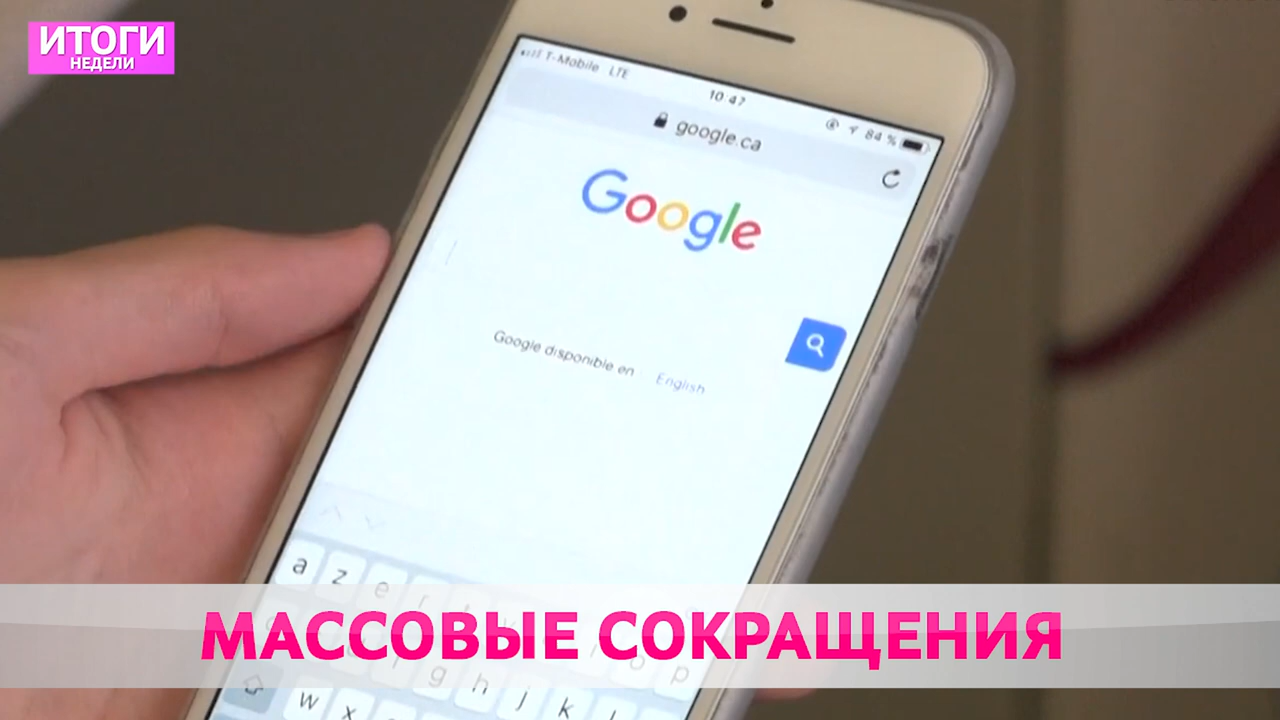 ИТОГИ
НЕДЕЛИ
T-Mobile LTE
10:47
84 %
google.ca
Google
Google disponible en English
a z e r t
p
g h j k l
w x
МАССОВЫЕ СОКРАЩЕНИЯ